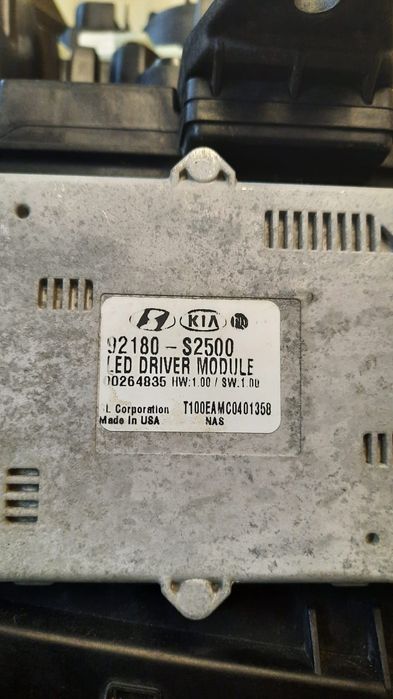 KIA
92180-S2500
LED DRIVER MODULE
00264835 HW:1.00 / SW:1.00
SL Corporation T100EAMC0401358
Made in USA NAS